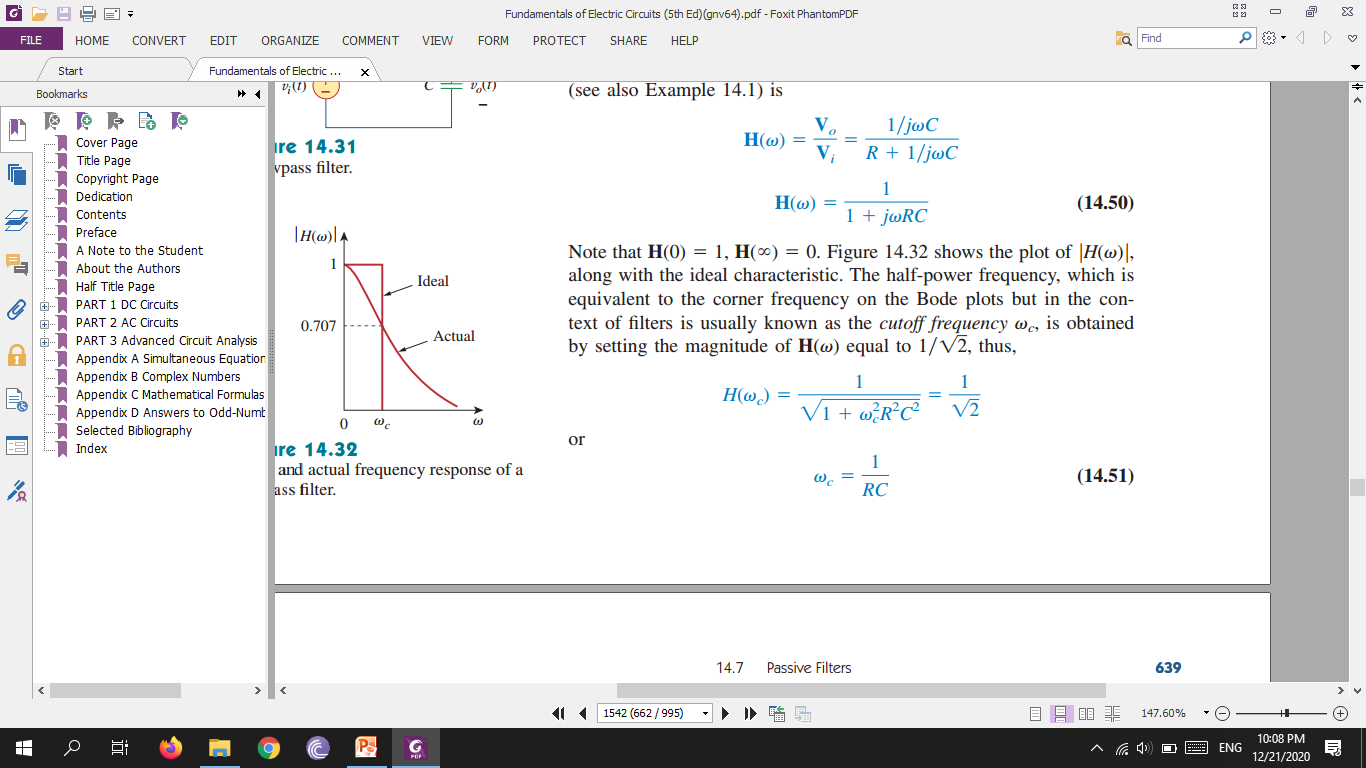 Fundamentals of Electric Circuits (5th Ed)(gnv64).pdf - Foxit PhantomPDF
FILE HOME CONVERT EDIT ORGANIZE COMMENT VIEW FORM PROTECT SHARE HELP
Find
Start
Fundamentals of Electric ...
Bookmarks
Cover Page
Title Page
Copyright Page
Dedication
Contents
Preface
A Note to the Student
About the Authors
Half Title Page
PART 1 DC Circuits
PART 2 AC Circuits
PART 3 Advanced Circuit Analysis
Appendix A Simultaneous Equation
Appendix B Complex Numbers
Appendix C Mathematical Formulas
Appendix D Answers to Odd-Numb
Selected Bibliography
Index
vᵢ(t) C vₒ(t)
−
ure 14.31
wpass filter.
|H(ω)|
1
Ideal
0.707
Actual
0 ωc ω
ure 14.32
and actual frequency response of a
ass filter.
(see also Example 14.1) is
H(ω) = Vₒ/Vᵢ = (1/jωC)/(R + 1/jωC)
H(ω) = 1/(1 + jωRC) (14.50)
Note that H(0) = 1, H(∞) = 0. Figure 14.32 shows the plot of |H(ω)|,
along with the ideal characteristic. The half-power frequency, which is
equivalent to the corner frequency on the Bode plots but in the con-
text of filters is usually known as the cutoff frequency ωc, is obtained
by setting the magnitude of H(ω) equal to 1/√2, thus,
H(ωc) = 1/√(1 + ωc²R²C²) = 1/√2
or
ωc = 1/RC (14.51)
14.7 Passive Filters 639
1542 (662 / 995)
147.60%
PDF
ENG
10:08 PM
12/21/2020